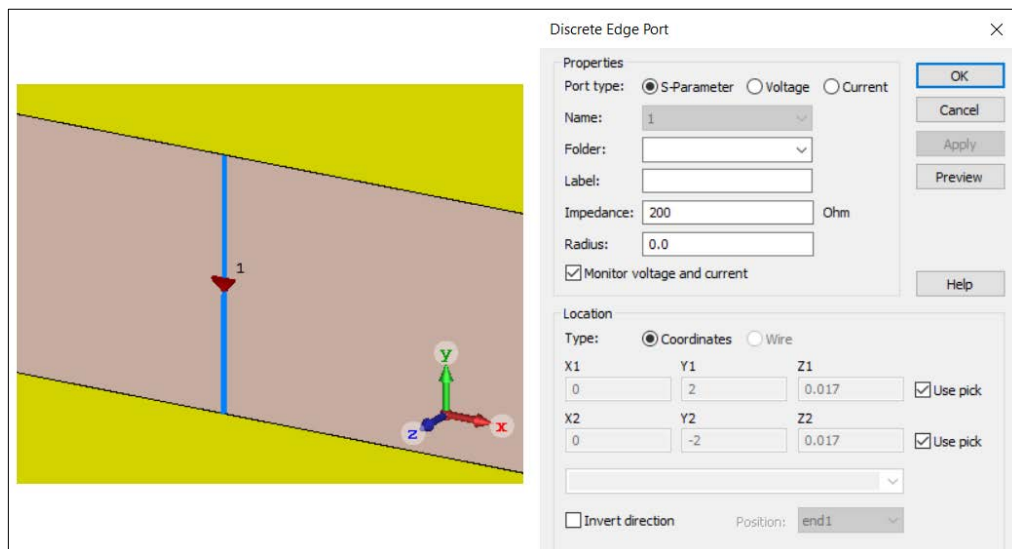 1
y
z
x
Discrete Edge Port
Properties
Port type: S-Parameter Voltage Current
Name: 1
Folder:
Label:
Impedance: 200 Ohm
Radius: 0.0
Monitor voltage and current
OK
Cancel
Apply
Preview
Help
Location
Type: Coordinates Wire
X1 Y1 Z1
0 2 0.017 Use pick
X2 Y2 Z2
0 -2 0.017 Use pick
Invert direction Position: end1